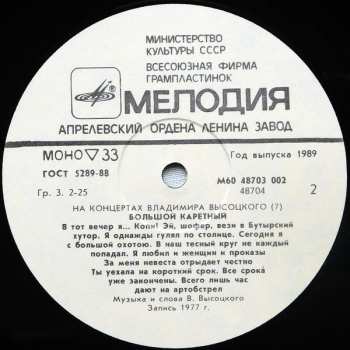 МИНИСТЕРСТВО
КУЛЬТУРЫ СССР
ВСЕСОЮЗНАЯ ФИРМА
ГРАМПЛАСТИНОК
МЕЛОДИЯ
АПРЕЛЕВСКИЙ ОРДЕНА ЛЕНИНА ЗАВОД
МОНО ▽ 33
Год выпуска 1989
ГОСТ 5289-88
М60 48703 002
Гр. 3. 2-25
48704
2
НА КОНЦЕРТАХ ВЛАДИМИРА ВЫСОЦКОГО (7)
БОЛЬШОЙ КАРЕТНЫЙ
В тот вечер я... Кони! Эй, шофер, вези в Бутырский
хутор. Я однажды гулял по столице. Сегодня я
с большой охотою. В наш тесный круг не каждый
попадал. Я любил и женщин и проказы
За меня невеста отрыдает честно
Ты уехала на короткий срок. Все срока
уже закончены. Всего лишь час
дают на артобстрел
Музыка и слова В. Высоцкого
Запись 1977 г.